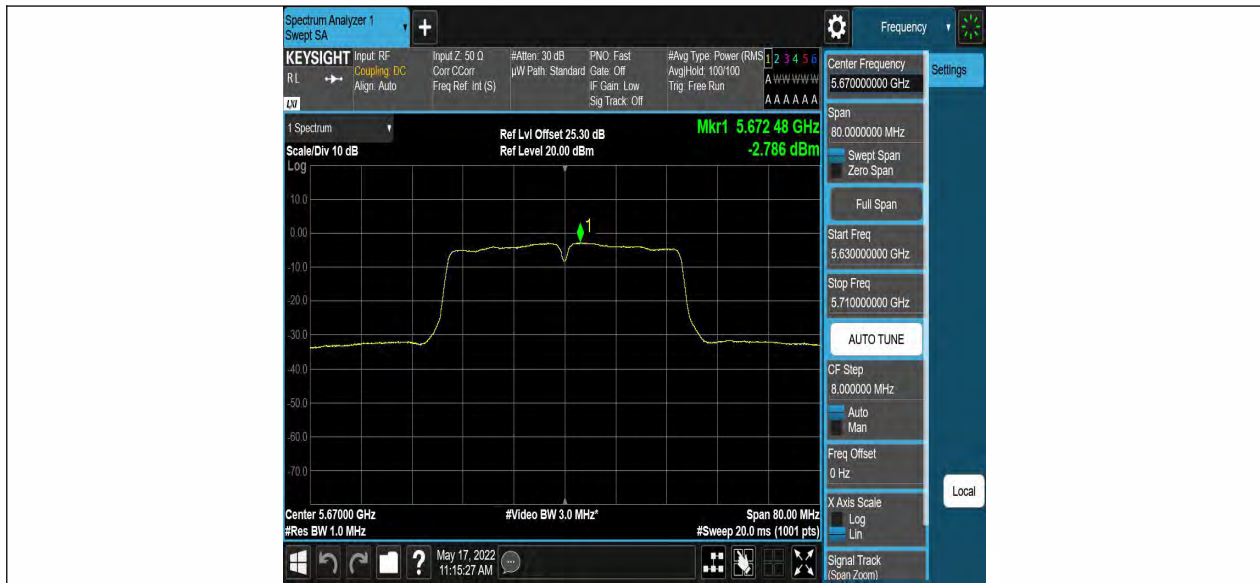 Spectrum Analyzer 1
Swept SA
+
Frequency
KEYSIGHT
Input: RF
Coupling: DC
Align: Auto
Input Z: 50 Ω
Corr CCorr
Freq Ref: Int (S)
#Atten: 30 dB
µW Path: Standard
PNO: Fast
Gate: Off
IF Gain: Low
Sig Track: Off
#Avg Type: Power (RMS
Avg|Hold: 100/100
Trig: Free Run
1 2 3 4 5 6
A W W W W W
A A A A A A
R L
LXI
1 Spectrum
Scale/Div 10 dB
Ref Lvl Offset 25.30 dB
Ref Level 20.00 dBm
Mkr1 5.672 48 GHz
-2.786 dBm
Log
10.0
0.00
-10.0
-20.0
-30.0
-40.0
-50.0
-60.0
-70.0
1
Center 5.67000 GHz
#Video BW 3.0 MHz*
Span 80.00 MHz
#Res BW 1.0 MHz
#Sweep 20.0 ms (1001 pts)
?
May 17, 2022
11:15:27 AM
Center Frequency
5.670000000 GHz
Settings
Span
80.0000000 MHz
Swept Span
Zero Span
Full Span
Start Freq
5.630000000 GHz
Stop Freq
5.710000000 GHz
AUTO TUNE
CF Step
8.000000 MHz
Auto
Man
Freq Offset
0 Hz
X Axis Scale
Log
Lin
Signal Track
(Span Zoom)
Local